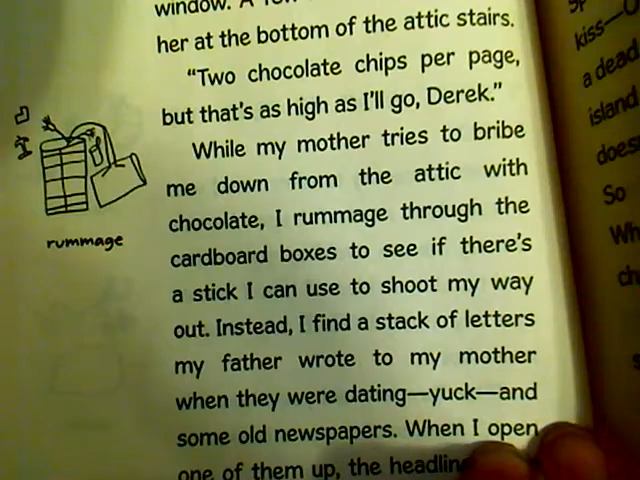 window. A
her at the bottom of the attic stairs.
“Two chocolate chips per page,
but that’s as high as I’ll go, Derek.”
While my mother tries to bribe
me down from the attic with
chocolate, I rummage through the
cardboard boxes to see if there’s
a stick I can use to shoot my way
out. Instead, I find a stack of letters
my father wrote to my mother
when they were dating—yuck—and
some old newspapers. When I open
one of them up, the
rummage
kiss—
a dead
island
So